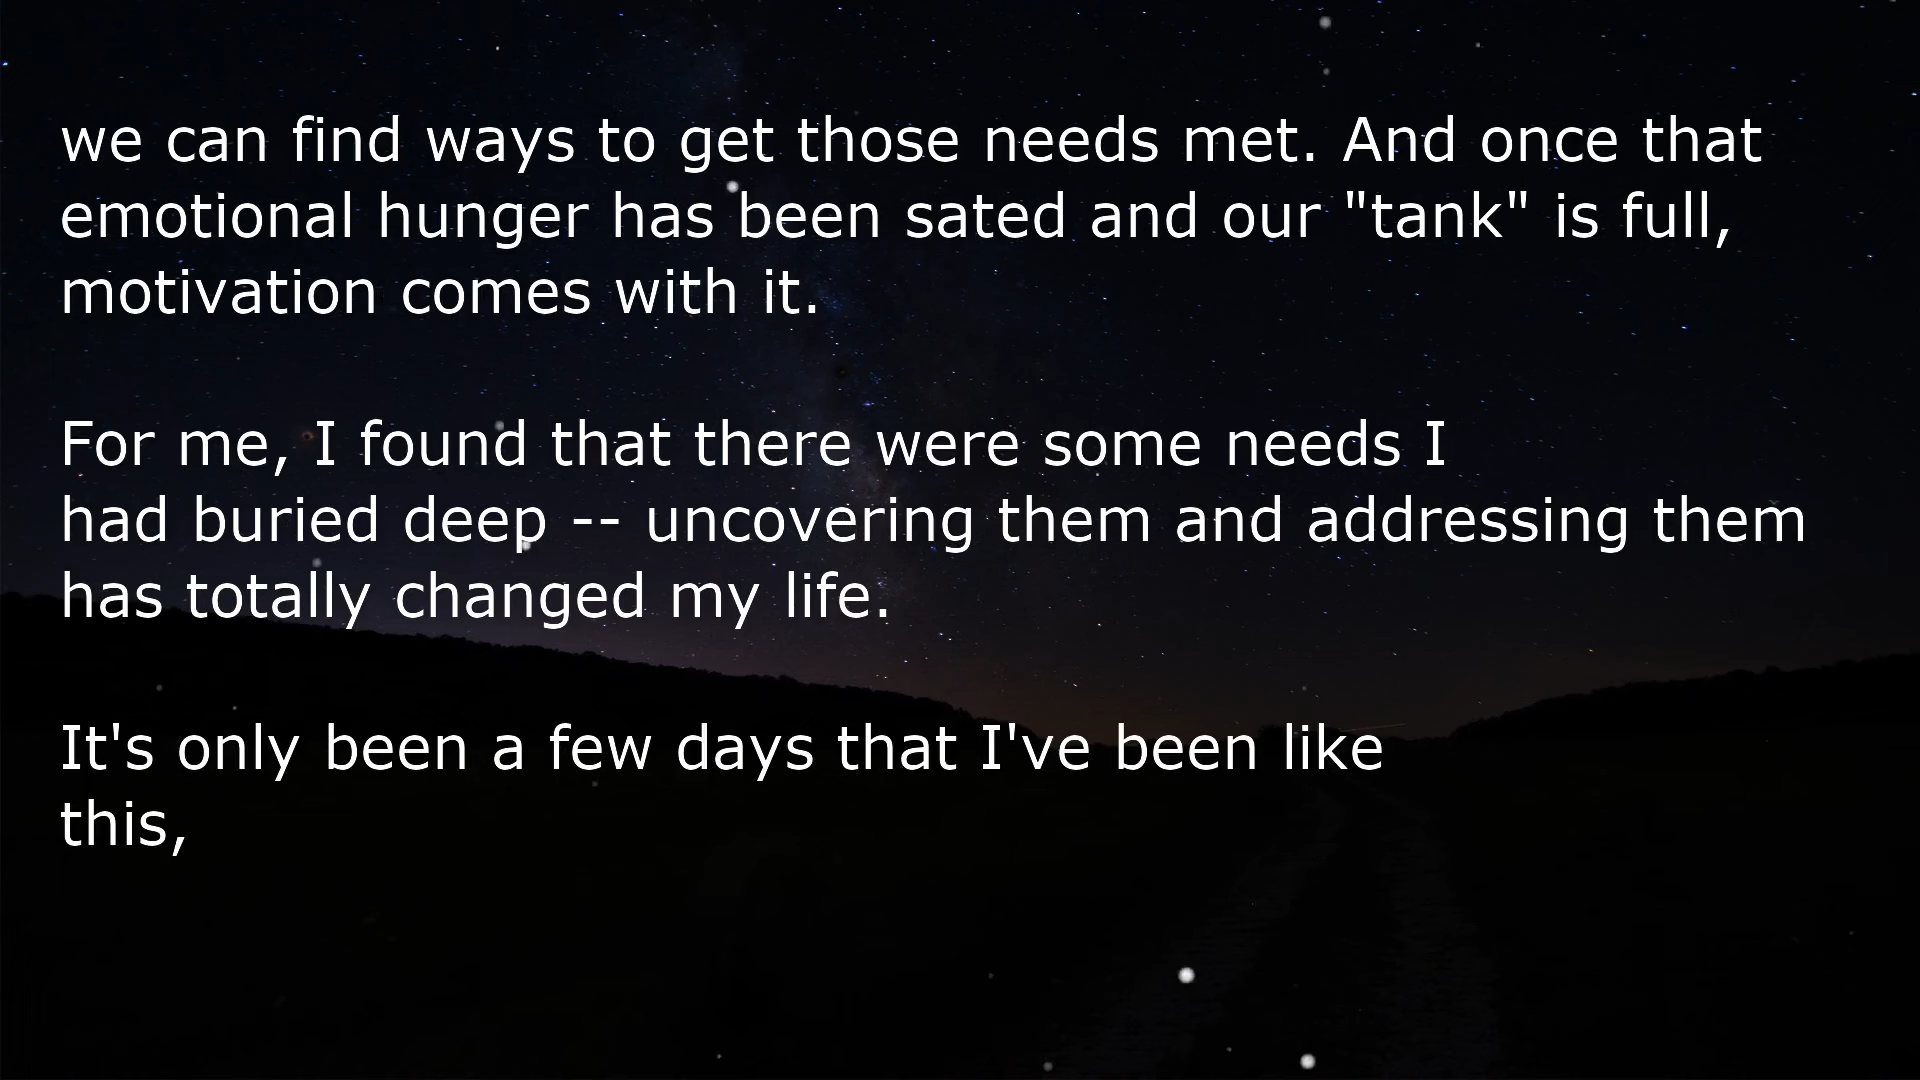 we can find ways to get those needs met. And once that
emotional hunger has been sated and our "tank" is full,
motivation comes with it.
For me, I found that there were some needs I
had buried deep -- uncovering them and addressing them
has totally changed my life.
It's only been a few days that I've been like
this,